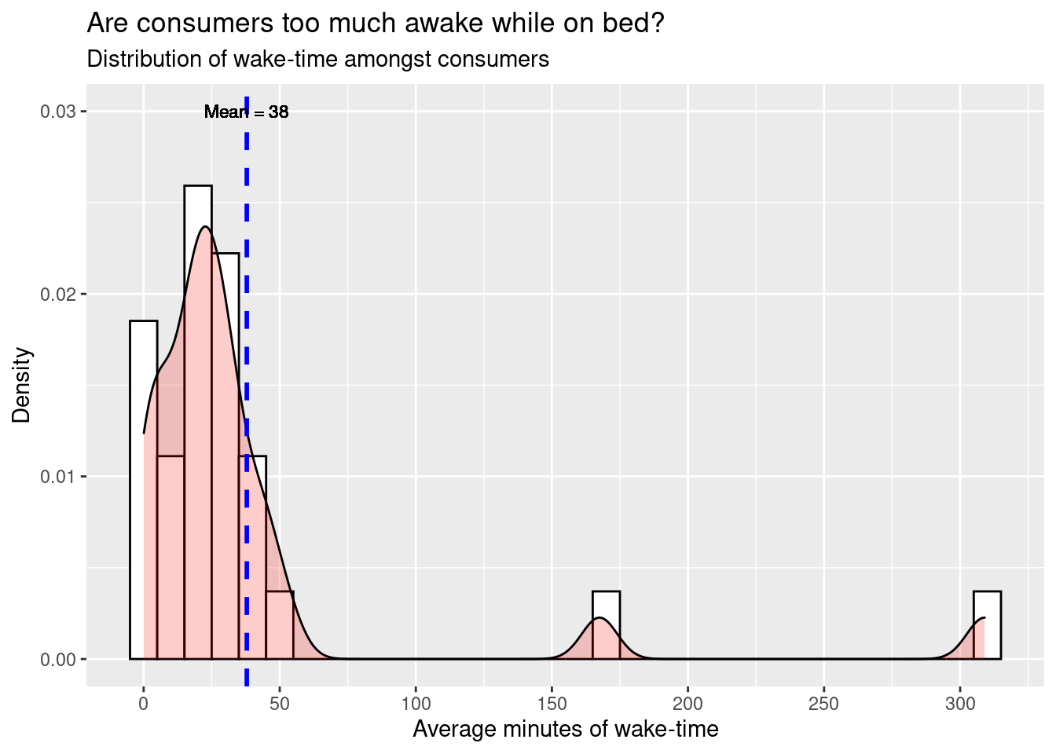 Are consumers too much awake while on bed?
Distribution of wake-time amongst consumers
Mean = 38
0.03
0.02
0.01
0.00
Density
0 50 100 150 200 250 300
Average minutes of wake-time